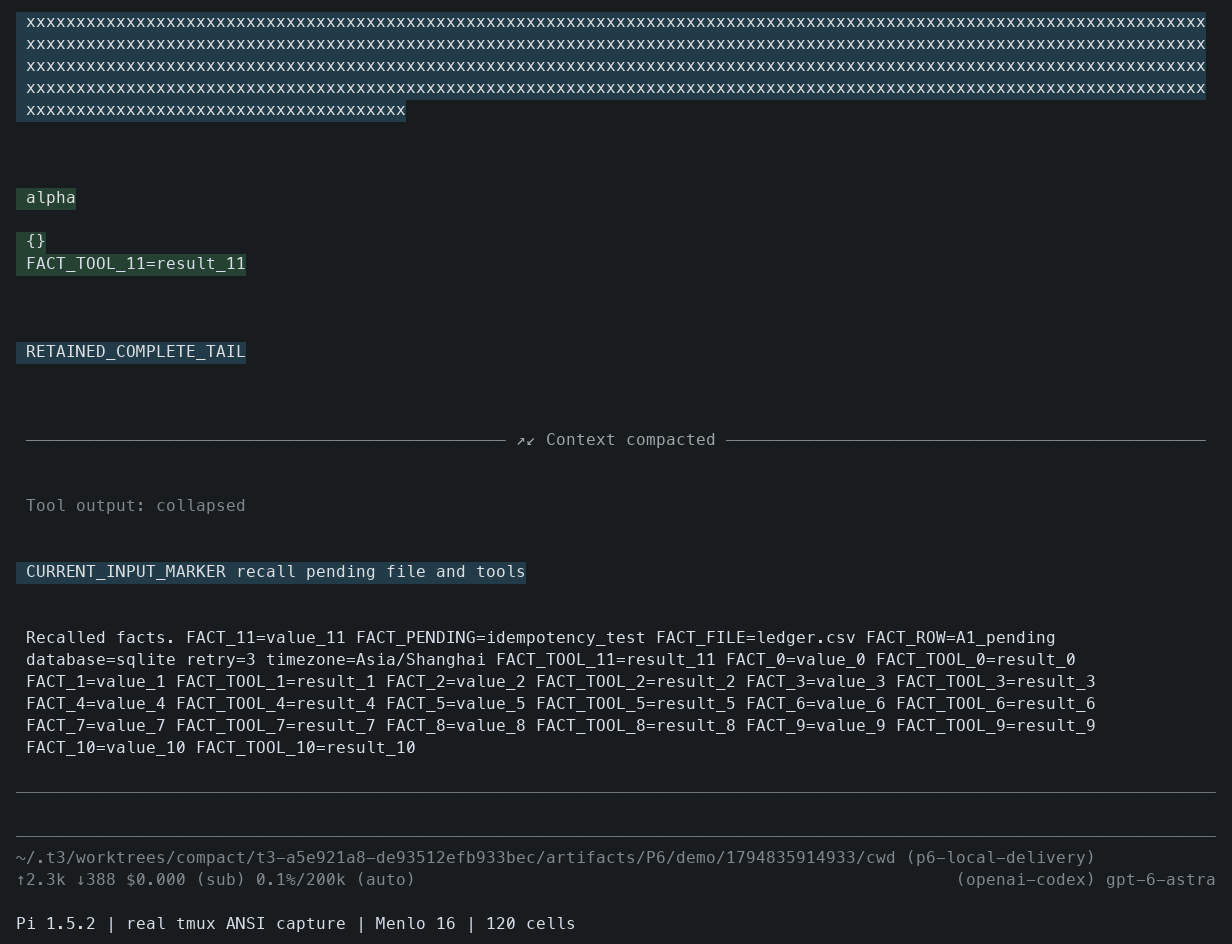 xxxxxxxxxxxxxxxxxxxxxxxxxxxxxxxxxxxxxxxxxxxxxxxxxxxxxxxxxxxxxxxxxxxxxxxxxxxxxxxxxxxxxxxxxxxxxxxxxxxxxxxxxxxxxxxxxxxxxx
xxxxxxxxxxxxxxxxxxxxxxxxxxxxxxxxxxxxxxxxxxxxxxxxxxxxxxxxxxxxxxxxxxxxxxxxxxxxxxxxxxxxxxxxxxxxxxxxxxxxxxxxxxxxxxxxxxxxxx
xxxxxxxxxxxxxxxxxxxxxxxxxxxxxxxxxxxxxxxxxxxxxxxxxxxxxxxxxxxxxxxxxxxxxxxxxxxxxxxxxxxxxxxxxxxxxxxxxxxxxxxxxxxxxxxxxxxxxx
xxxxxxxxxxxxxxxxxxxxxxxxxxxxxxxxxxxxxxxxxxxxxxxxxxxxxxxxxxxxxxxxxxxxxxxxxxxxxxxxxxxxxxxxxxxxxxxxxxxxxxxxxxxxxxxxxxxxxx
xxxxxxxxxxxxxxxxxxxxxxxxxxxxxxxxxxxxxx
alpha
{}
FACT_TOOL_11=result_11
RETAINED_COMPLETE_TAIL
↗↙ Context compacted
Tool output: collapsed
CURRENT_INPUT_MARKER recall pending file and tools
Recalled facts. FACT_11=value_11 FACT_PENDING=idempotency_test FACT_FILE=ledger.csv FACT_ROW=A1_pending
database=sqlite retry=3 timezone=Asia/Shanghai FACT_TOOL_11=result_11 FACT_0=value_0 FACT_TOOL_0=result_0
FACT_1=value_1 FACT_TOOL_1=result_1 FACT_2=value_2 FACT_TOOL_2=result_2 FACT_3=value_3 FACT_TOOL_3=result_3
FACT_4=value_4 FACT_TOOL_4=result_4 FACT_5=value_5 FACT_TOOL_5=result_5 FACT_6=value_6 FACT_TOOL_6=result_6
FACT_7=value_7 FACT_TOOL_7=result_7 FACT_8=value_8 FACT_TOOL_8=result_8 FACT_9=value_9 FACT_TOOL_9=result_9
FACT_10=value_10 FACT_TOOL_10=result_10
~/.t3/worktrees/compact/t3-a5e921a8-de93512efb933bec/artifacts/P6/demo/1794835914933/cwd (p6-local-delivery)
↑2.3k ↓388 $0.000 (sub) 0.1%/200k (auto) (openai-codex) gpt-6-astra
Pi 1.5.2 | real tmux ANSI capture | Menlo 16 | 120 cells